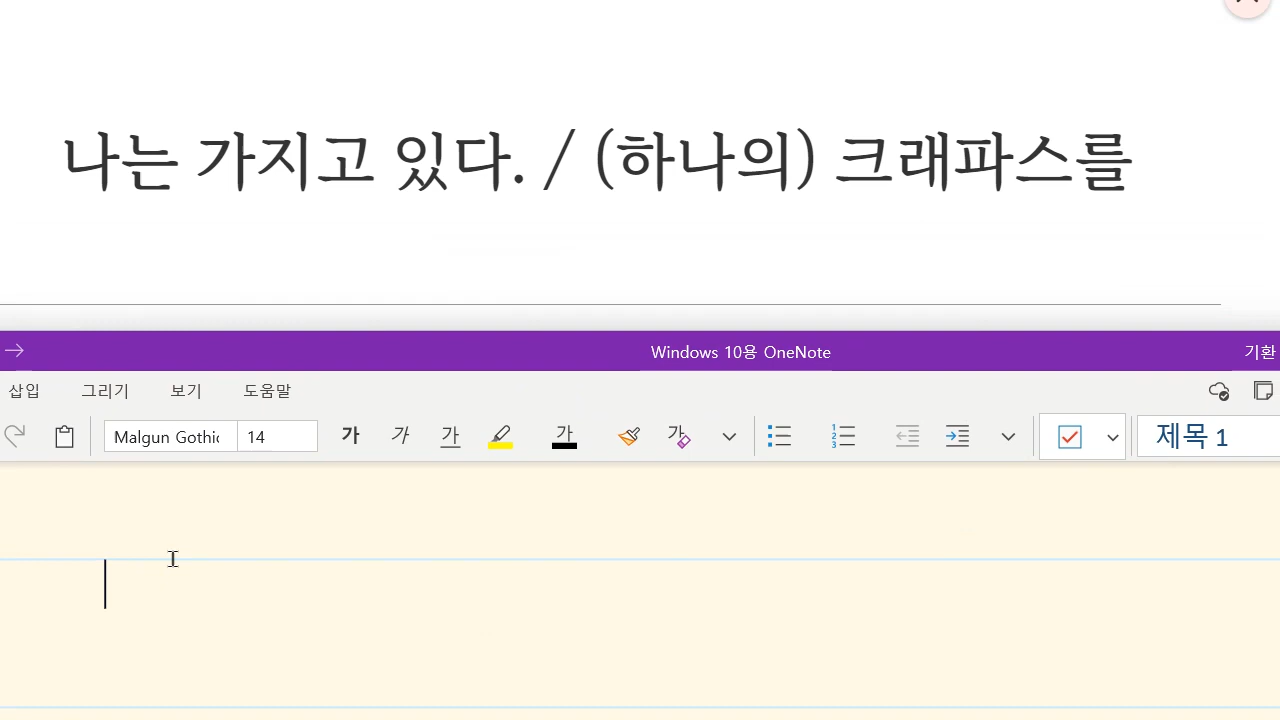 나는 가지고 있다. / (하나의) 크래파스를
Windows 10용 OneNote
기환
삽입 그리기 보기 도움말
Malgun Gothic 14 가 가 가 가 가 제목 1